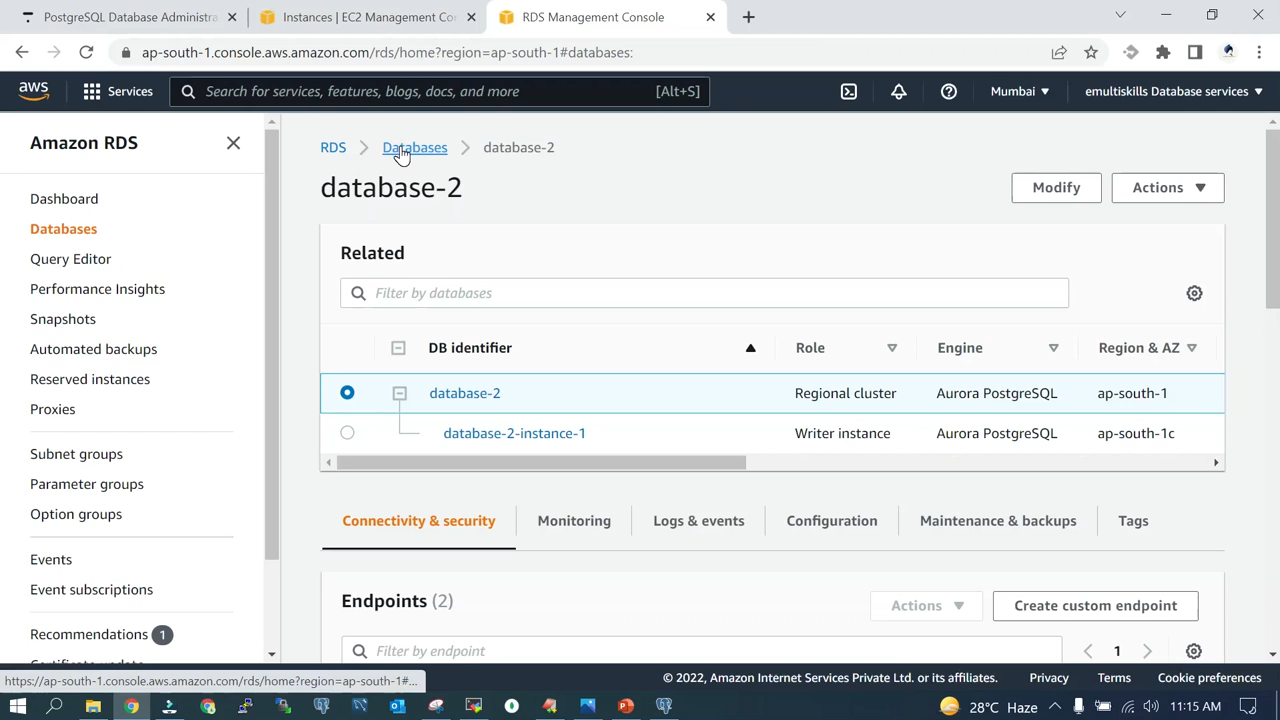 PostgreSQL Database Administra
Instances | EC2 Management Con
RDS Management Console
ap-south-1.console.aws.amazon.com/rds/home?region=ap-south-1#databases:
aws
Services
Search for services, features, blogs, docs, and more
[Alt+S]
Mumbai
emultiskills Database services
Amazon RDS
Dashboard
Databases
Query Editor
Performance Insights
Snapshots
Automated backups
Reserved instances
Proxies
Subnet groups
Parameter groups
Option groups
Events
Event subscriptions
Recommendations 1
RDS > Databases > database-2
database-2
Modify
Actions
Related
Filter by databases
DB identifier Role Engine Region & AZ
database-2 Regional cluster Aurora PostgreSQL ap-south-1
database-2-instance-1 Writer instance Aurora PostgreSQL ap-south-1c
Connectivity & security
Monitoring
Logs & events
Configuration
Maintenance & backups
Tags
Endpoints (2)
Actions
Create custom endpoint
Filter by endpoint
1
https://ap-south-1.console.aws.amazon.com/rds/home?region=ap-south-1#...
© 2022, Amazon Internet Services Private Ltd. or its affiliates.
Privacy
Terms
Cookie preferences
28°C Haze
11:15 AM